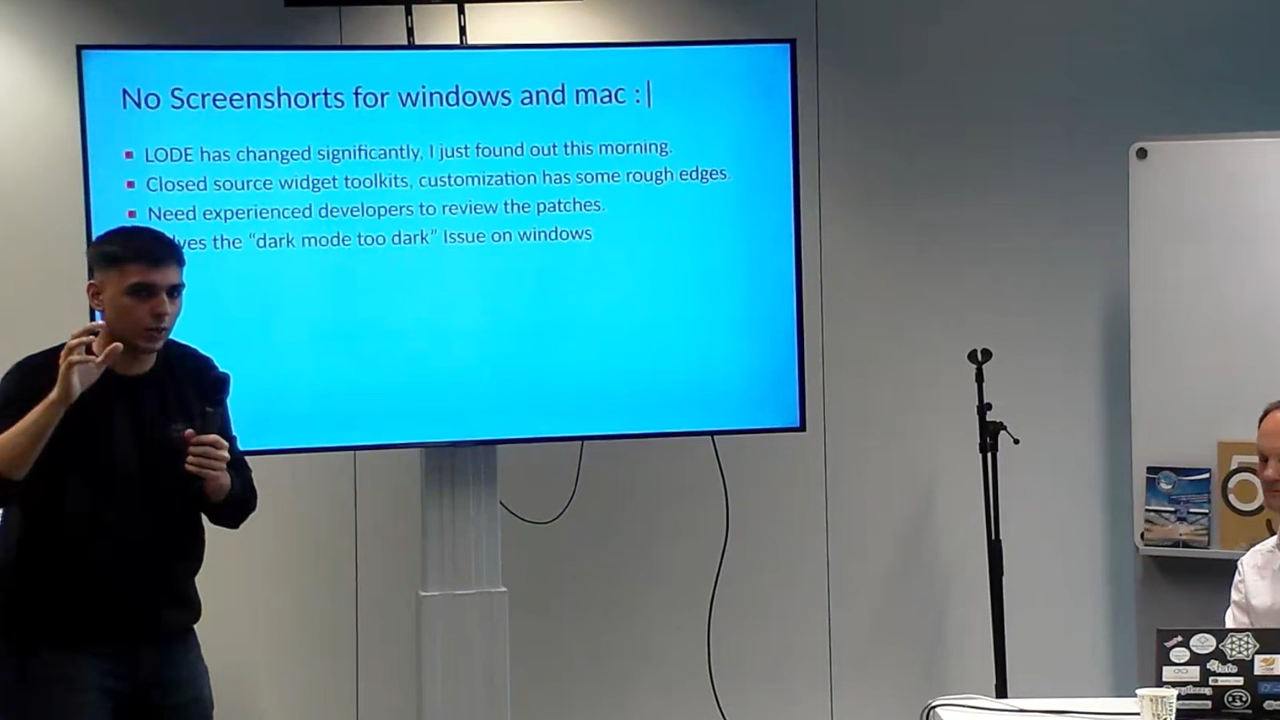 No Screenshorts for windows and mac :|
LODE has changed significantly, I just found out this morning.
Closed source widget toolkits, customization has some rough edges.
Need experienced developers to review the patches.
the “dark mode too dark” Issue on windows